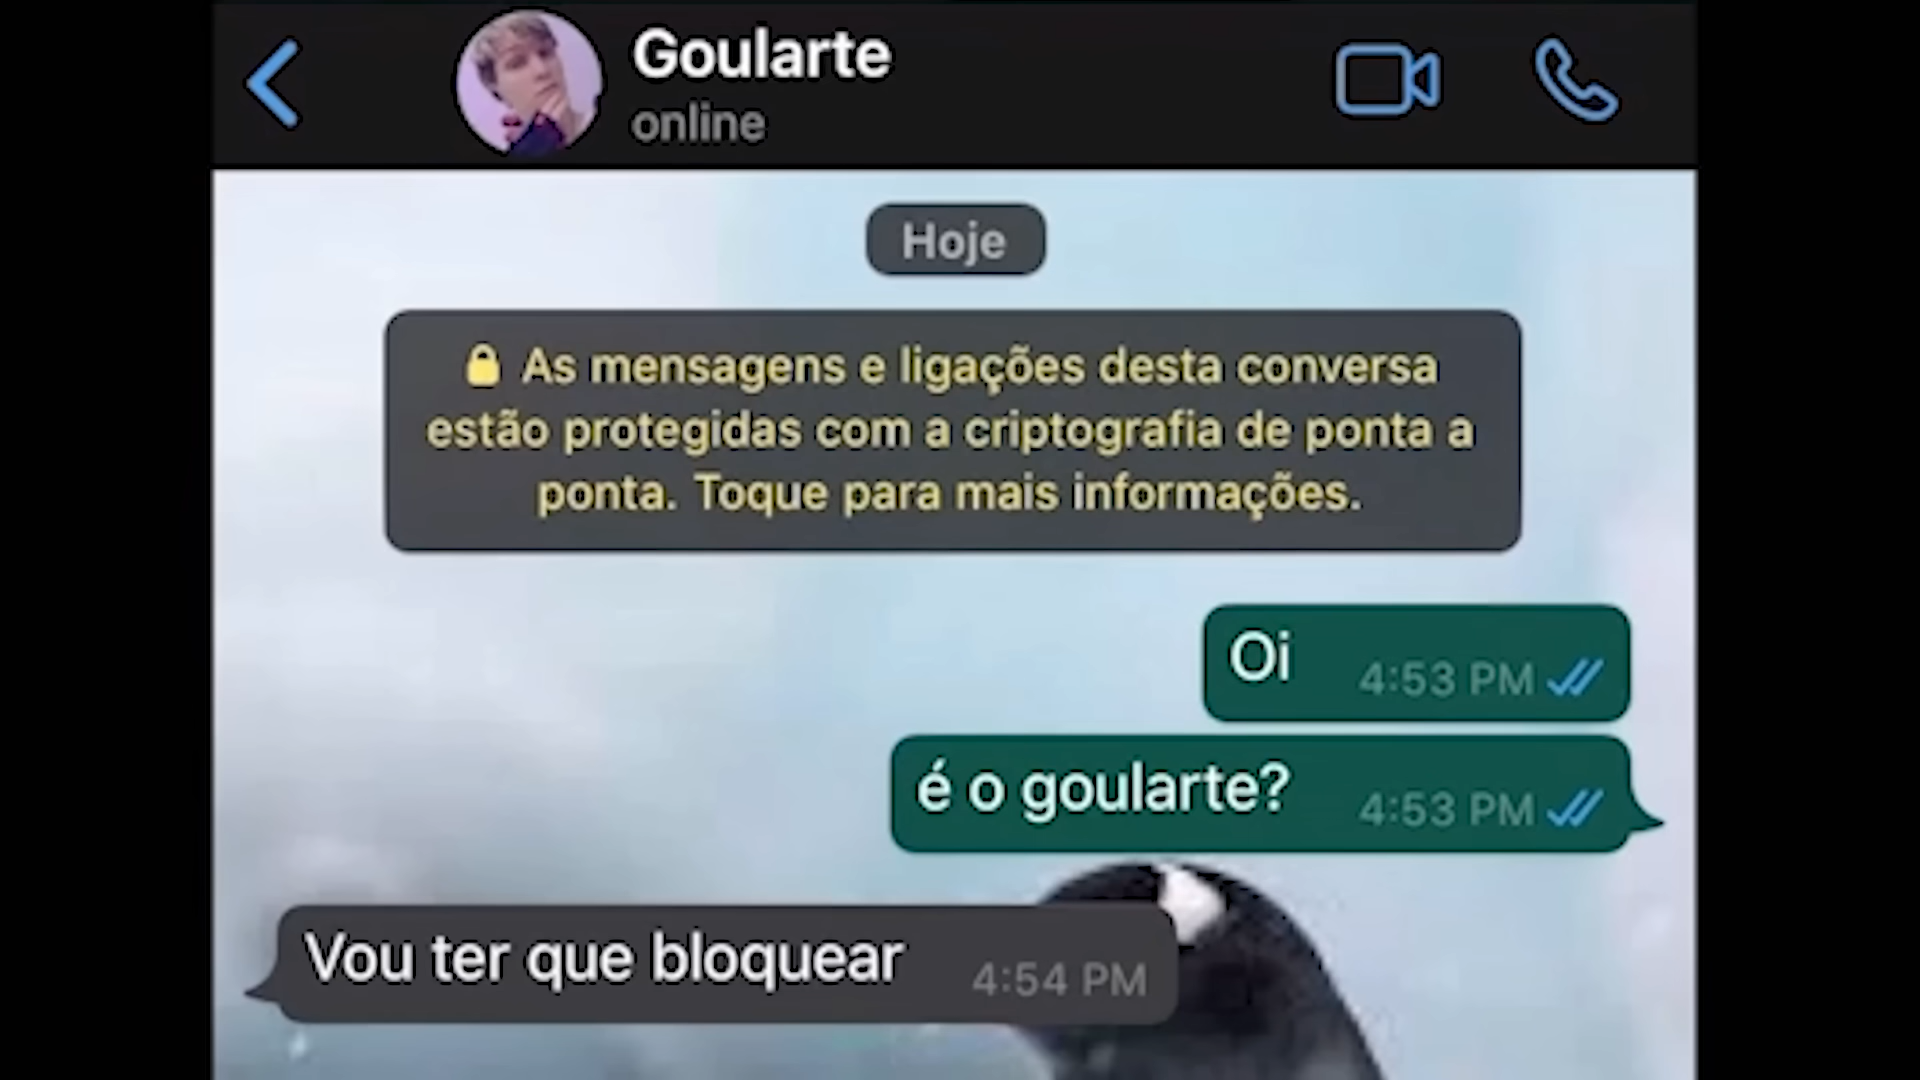 Goularte
online
Hoje
As mensagens e ligações desta conversa
estão protegidas com a criptografia de ponta a
ponta. Toque para mais informações.
Oi 4:53 PM
é o goularte? 4:53 PM
Vou ter que bloquear 4:54 PM